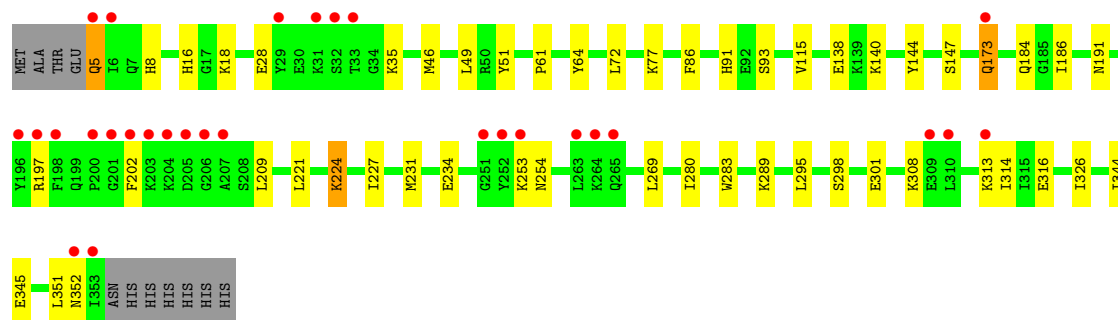 MET ALA THR GLU Q5 I6 Q7 H8 H16 G17 K18 E28 Y29 E30 K31 S32 T33 G34 K35 M46 L49 R50 Y51 P61 Y64 L72 K77 F86 H91 E92 S93 V115 E138 K139 K140 Y144 S147 Q173 Q184 G185 I186 N191
Y196 R197 F198 Q199 P200 G201 F202 K203 K204 D205 G206 A207 S208 L209 L221 K224 I227 M231 E234 G251 Y252 K253 N254 L263 K264 Q265 L269 I280 W283 K289 L295 S298 E301 K308 E309 L310 K313 I314 I315 E316 I326 I344
E345 L351 N352 I353 ASN HIS HIS HIS HIS HIS HIS